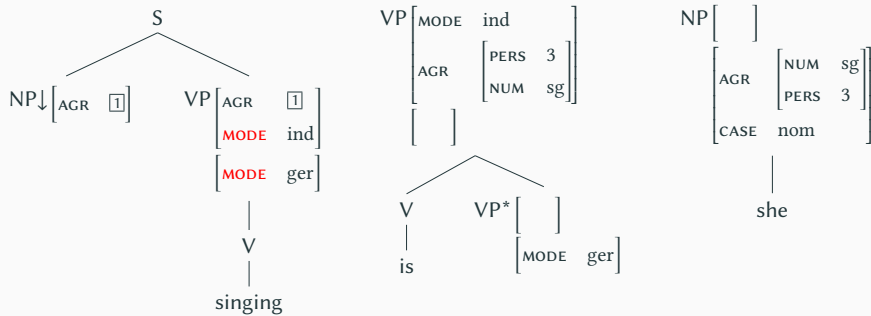 S
NP↓ [AGR 1]
VP [AGR 1
MODE ind]
[MODE ger]
V
singing
VP [MODE ind
AGR [PERS 3
NUM sg]]
[ ]
V
VP* [ ]
is
[MODE ger]
NP [ ]
[AGR [NUM sg
PERS 3]
CASE nom]
she